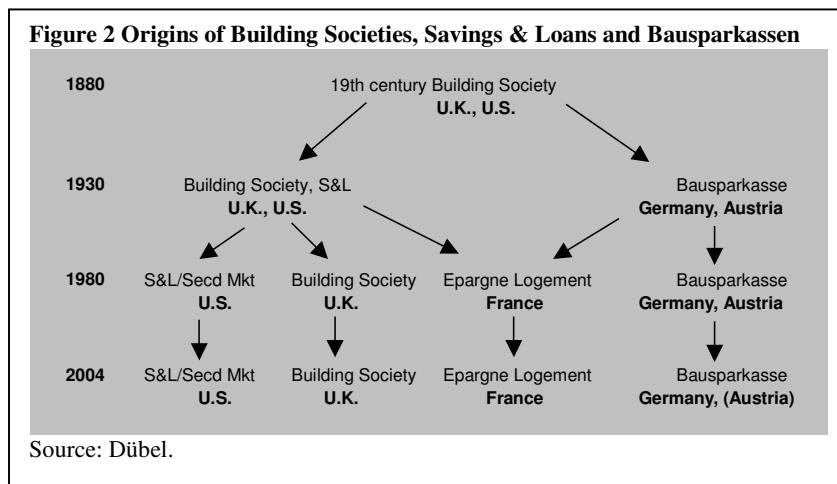 Figure 2 Origins of Building Societies, Savings & Loans and Bausparkassen
1880 19th century Building Society
U.K., U.S.
1930 Building Society, S&L Bausparkasse
U.K., U.S. Germany, Austria
1980 S&L/Secd Mkt Building Society Epargne Logement Bausparkasse
U.S. U.K. France Germany, Austria
2004 S&L/Secd Mkt Building Society Epargne Logement Bausparkasse
U.S. U.K. France Germany, (Austria)
Source: Dübel.